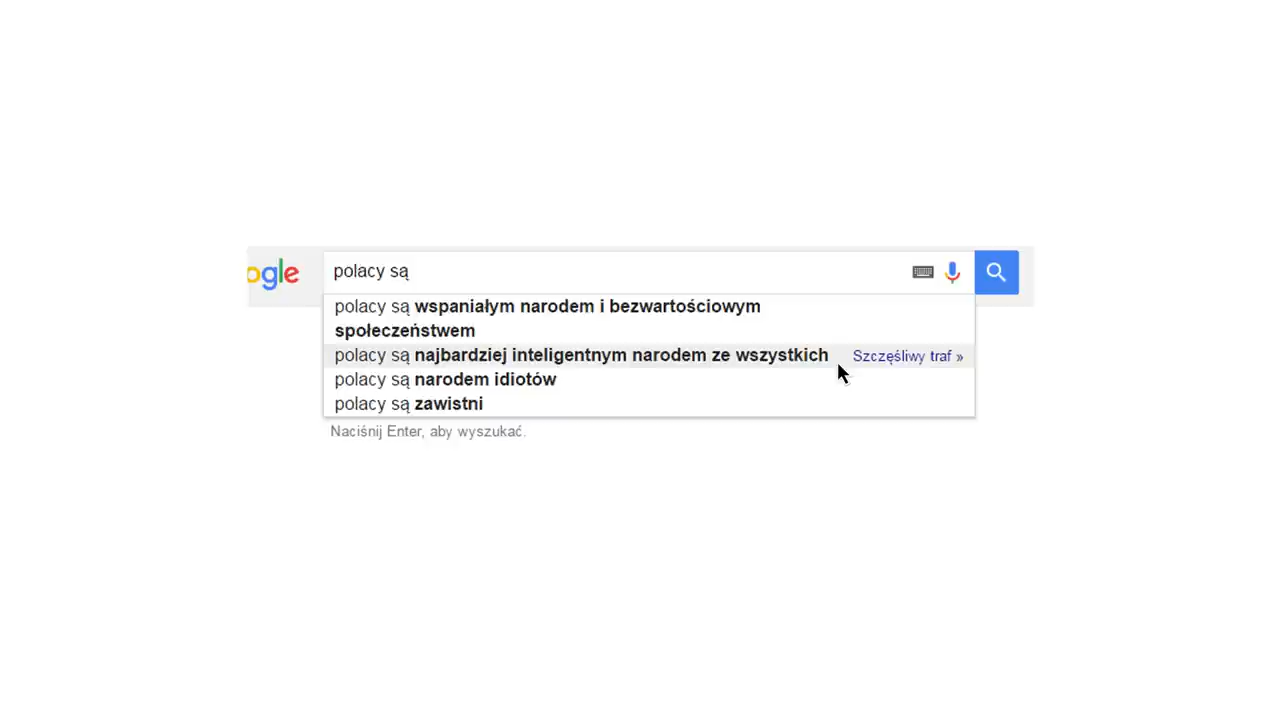 ogle
polacy są
polacy są wspaniałym narodem i bezwartościowym
społeczeństwem
polacy są najbardziej inteligentnym narodem ze wszystkich Szczęśliwy traf »
polacy są narodem idiotów
polacy są zawistni
Naciśnij Enter, aby wyszukać.